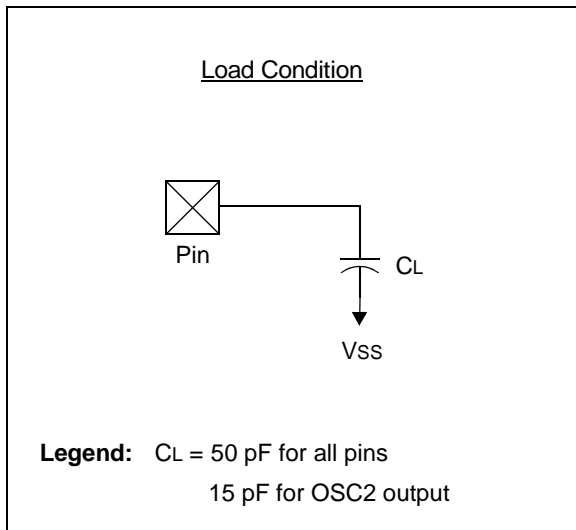 Load Condition
Pin
CL
VSS
Legend: CL = 50 pF for all pins
15 pF for OSC2 output